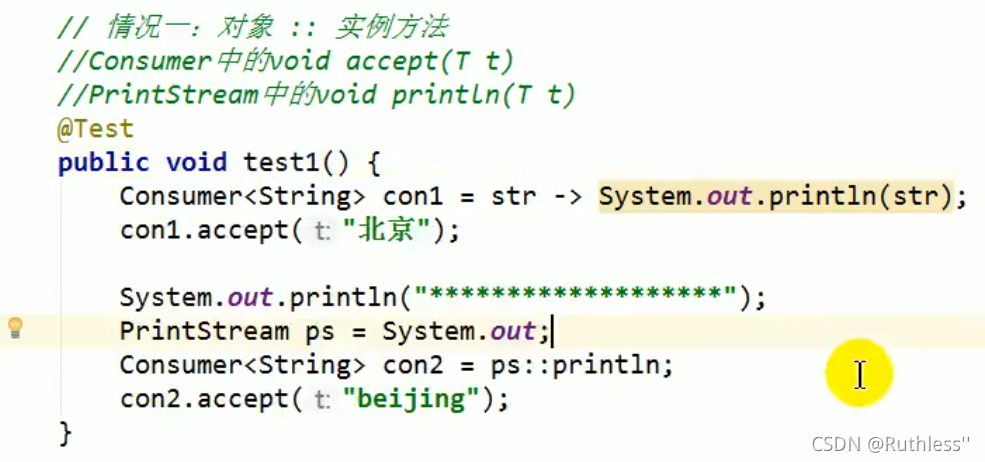 // 情况一：对象 :: 实例方法
//Consumer中的void accept(T t)
//PrintStream中的void println(T t)
@Test
public void test1() {
Consumer<String> con1 = str -> System.out.println(str);
con1.accept( t: "北京");
System.out.println("*******************");
PrintStream ps = System.out;
Consumer<String> con2 = ps::println;
con2.accept( t: "beijing");
}
CSDN @Ruthless"